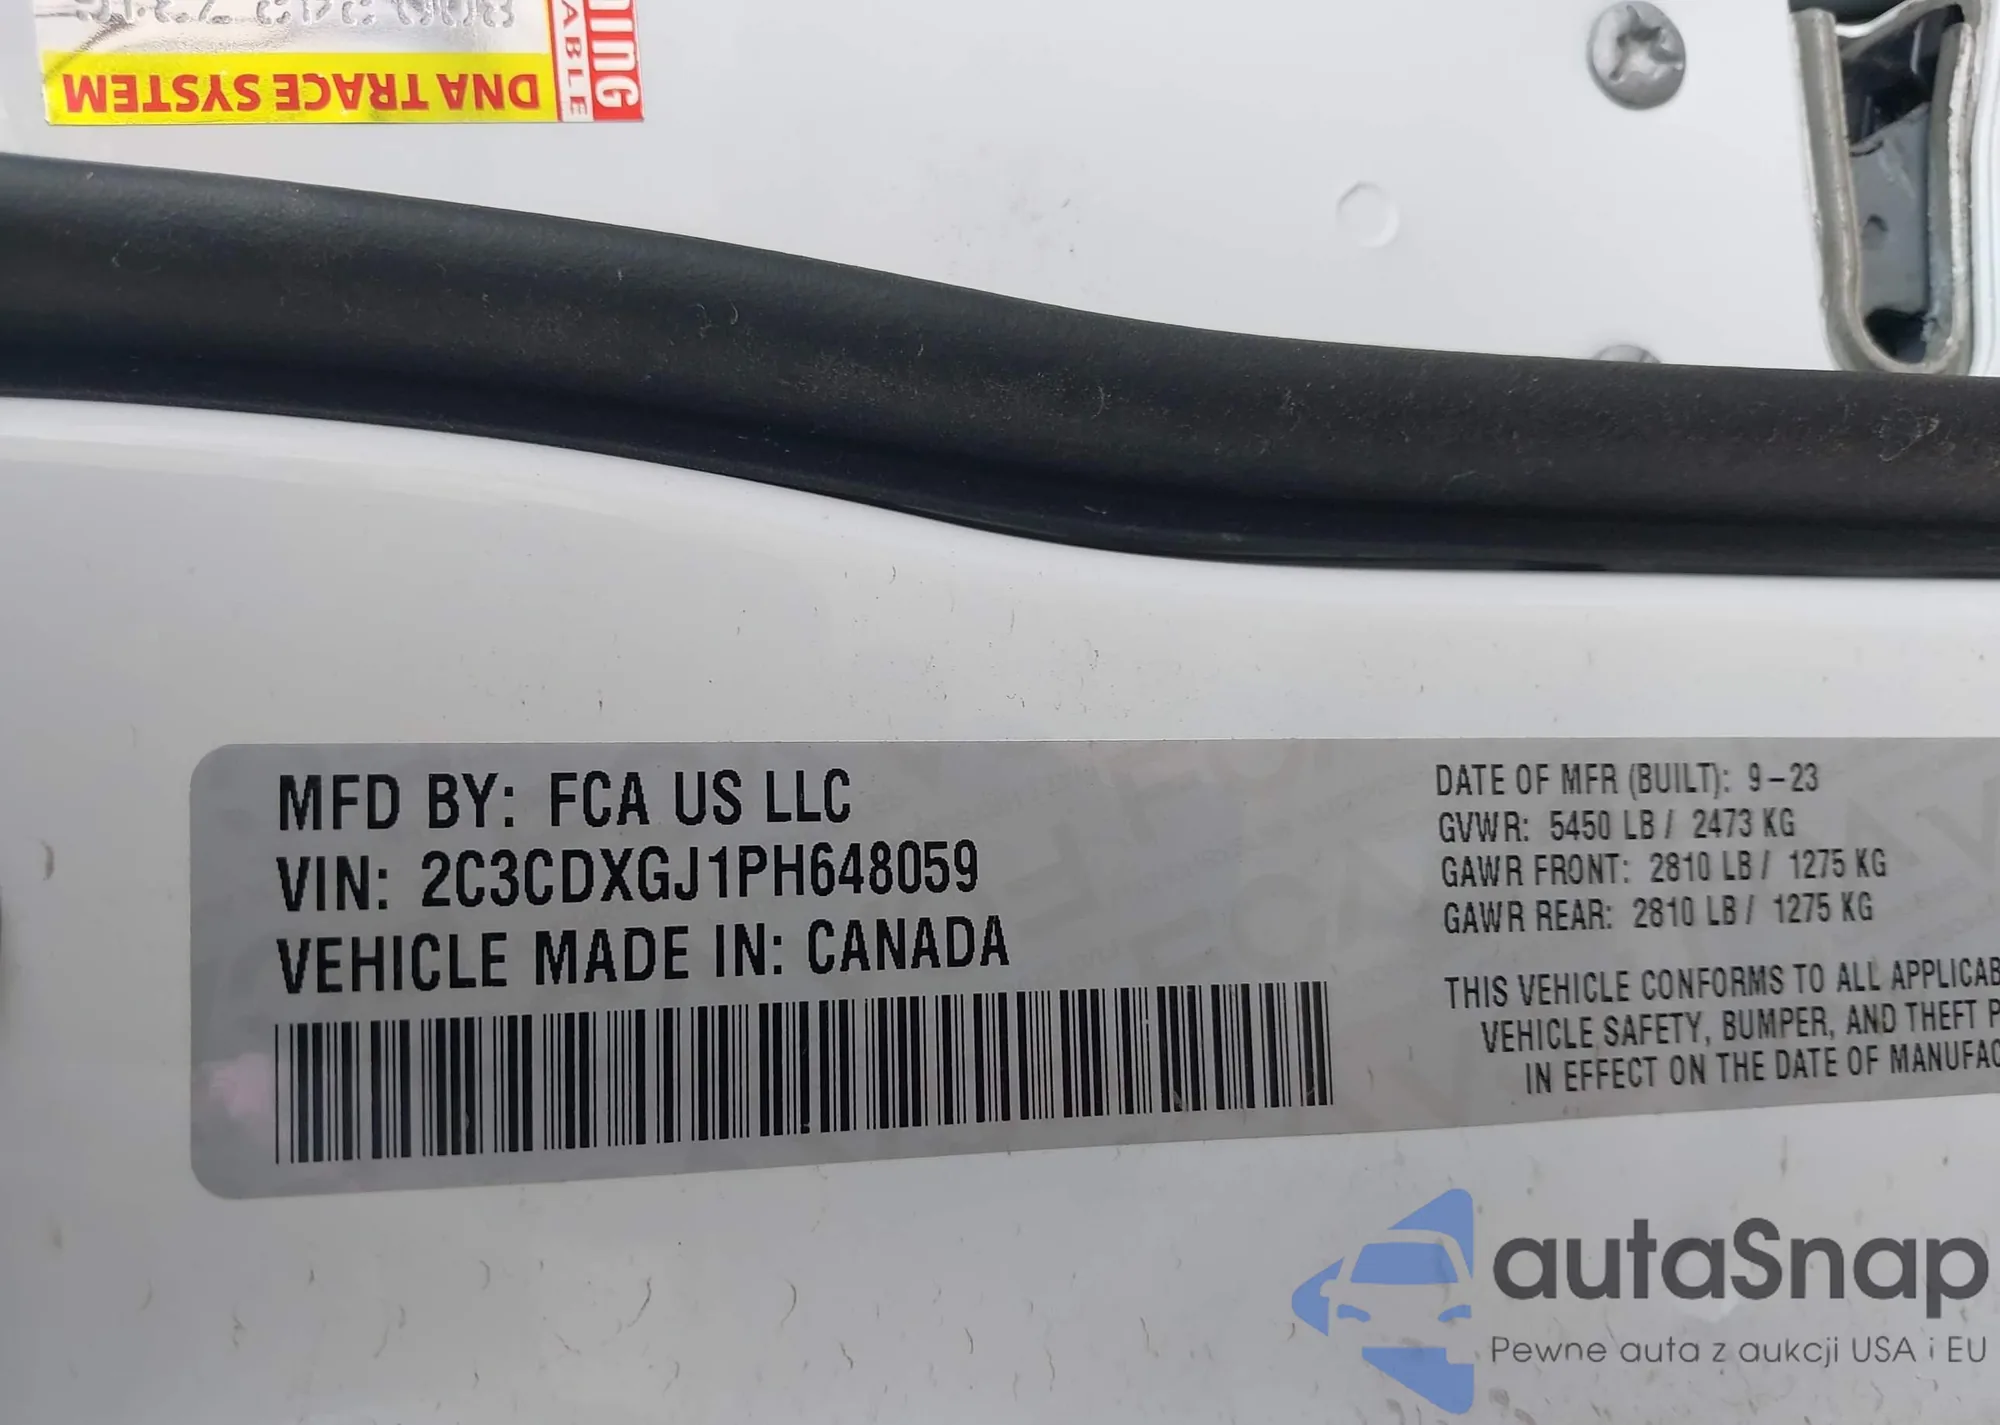 DNA TRACE SYSTEM
ABLE
MFD BY: FCA US LLC
VIN: 2C3CDXGJ1PH648059
VEHICLE MADE IN: CANADA
DATE OF MFR (BUILT): 9-23
GVWR: 5450 LB / 2473 KG
GAWR FRONT: 2810 LB / 1275 KG
GAWR REAR: 2810 LB / 1275 KG
THIS VEHICLE CONFORMS TO ALL APPLICAB
VEHICLE SAFETY, BUMPER, AND THEFT P
IN EFFECT ON THE DATE OF MANUFAC
autaSnap
Pewne auta z aukcji USA i EU